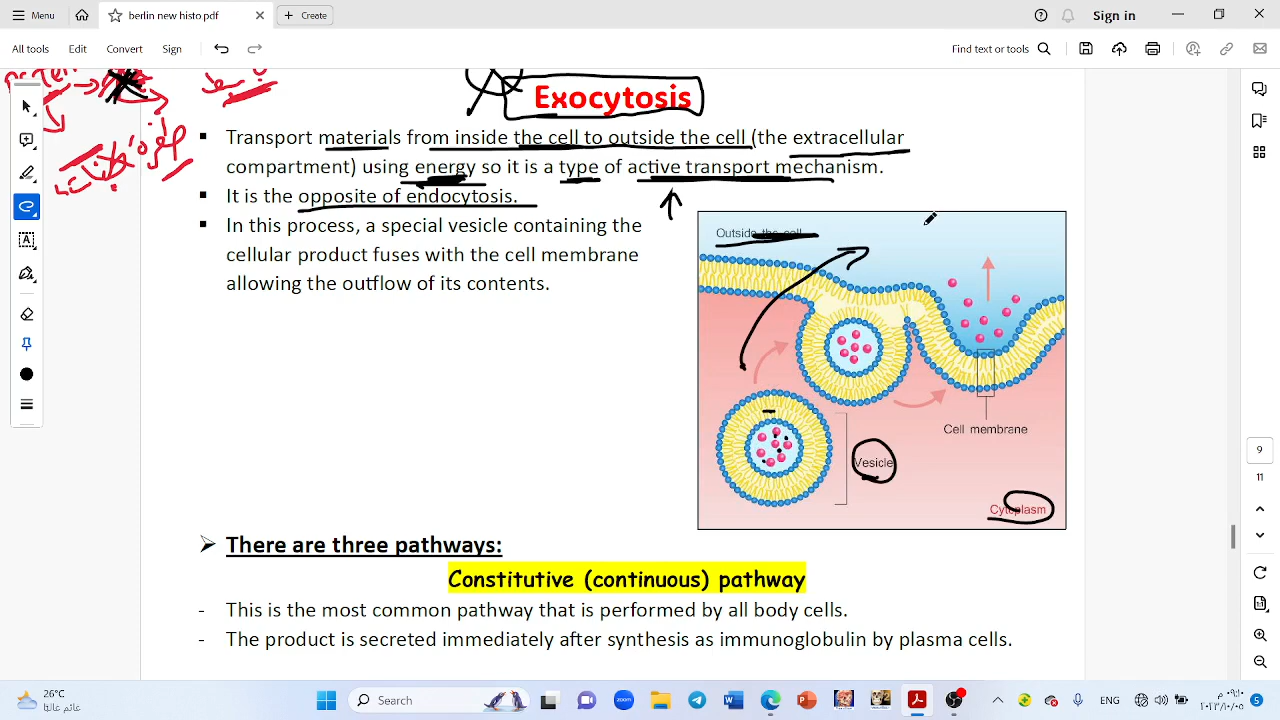 Menu
berlin new histo pdf
Create
Sign in
All tools
Edit
Convert
Sign
Find text or tools
Exocytosis
▪ Transport materials from inside the cell to outside the cell (the extracellular
compartment) using energy so it is a type of active transport mechanism.
▪ It is the opposite of endocytosis.
▪ In this process, a special vesicle containing the
cellular product fuses with the cell membrane
allowing the outflow of its contents.
Outside the cell
Cell membrane
Vesicle
Cytoplasm
➢ There are three pathways:
Constitutive (continuous) pathway
- This is the most common pathway that is performed by all body cells.
- The product is secreted immediately after synthesis as immunoglobulin by plasma cells.
9
11
26°C
غائم غالبًا
Search
zoom
ENG
5